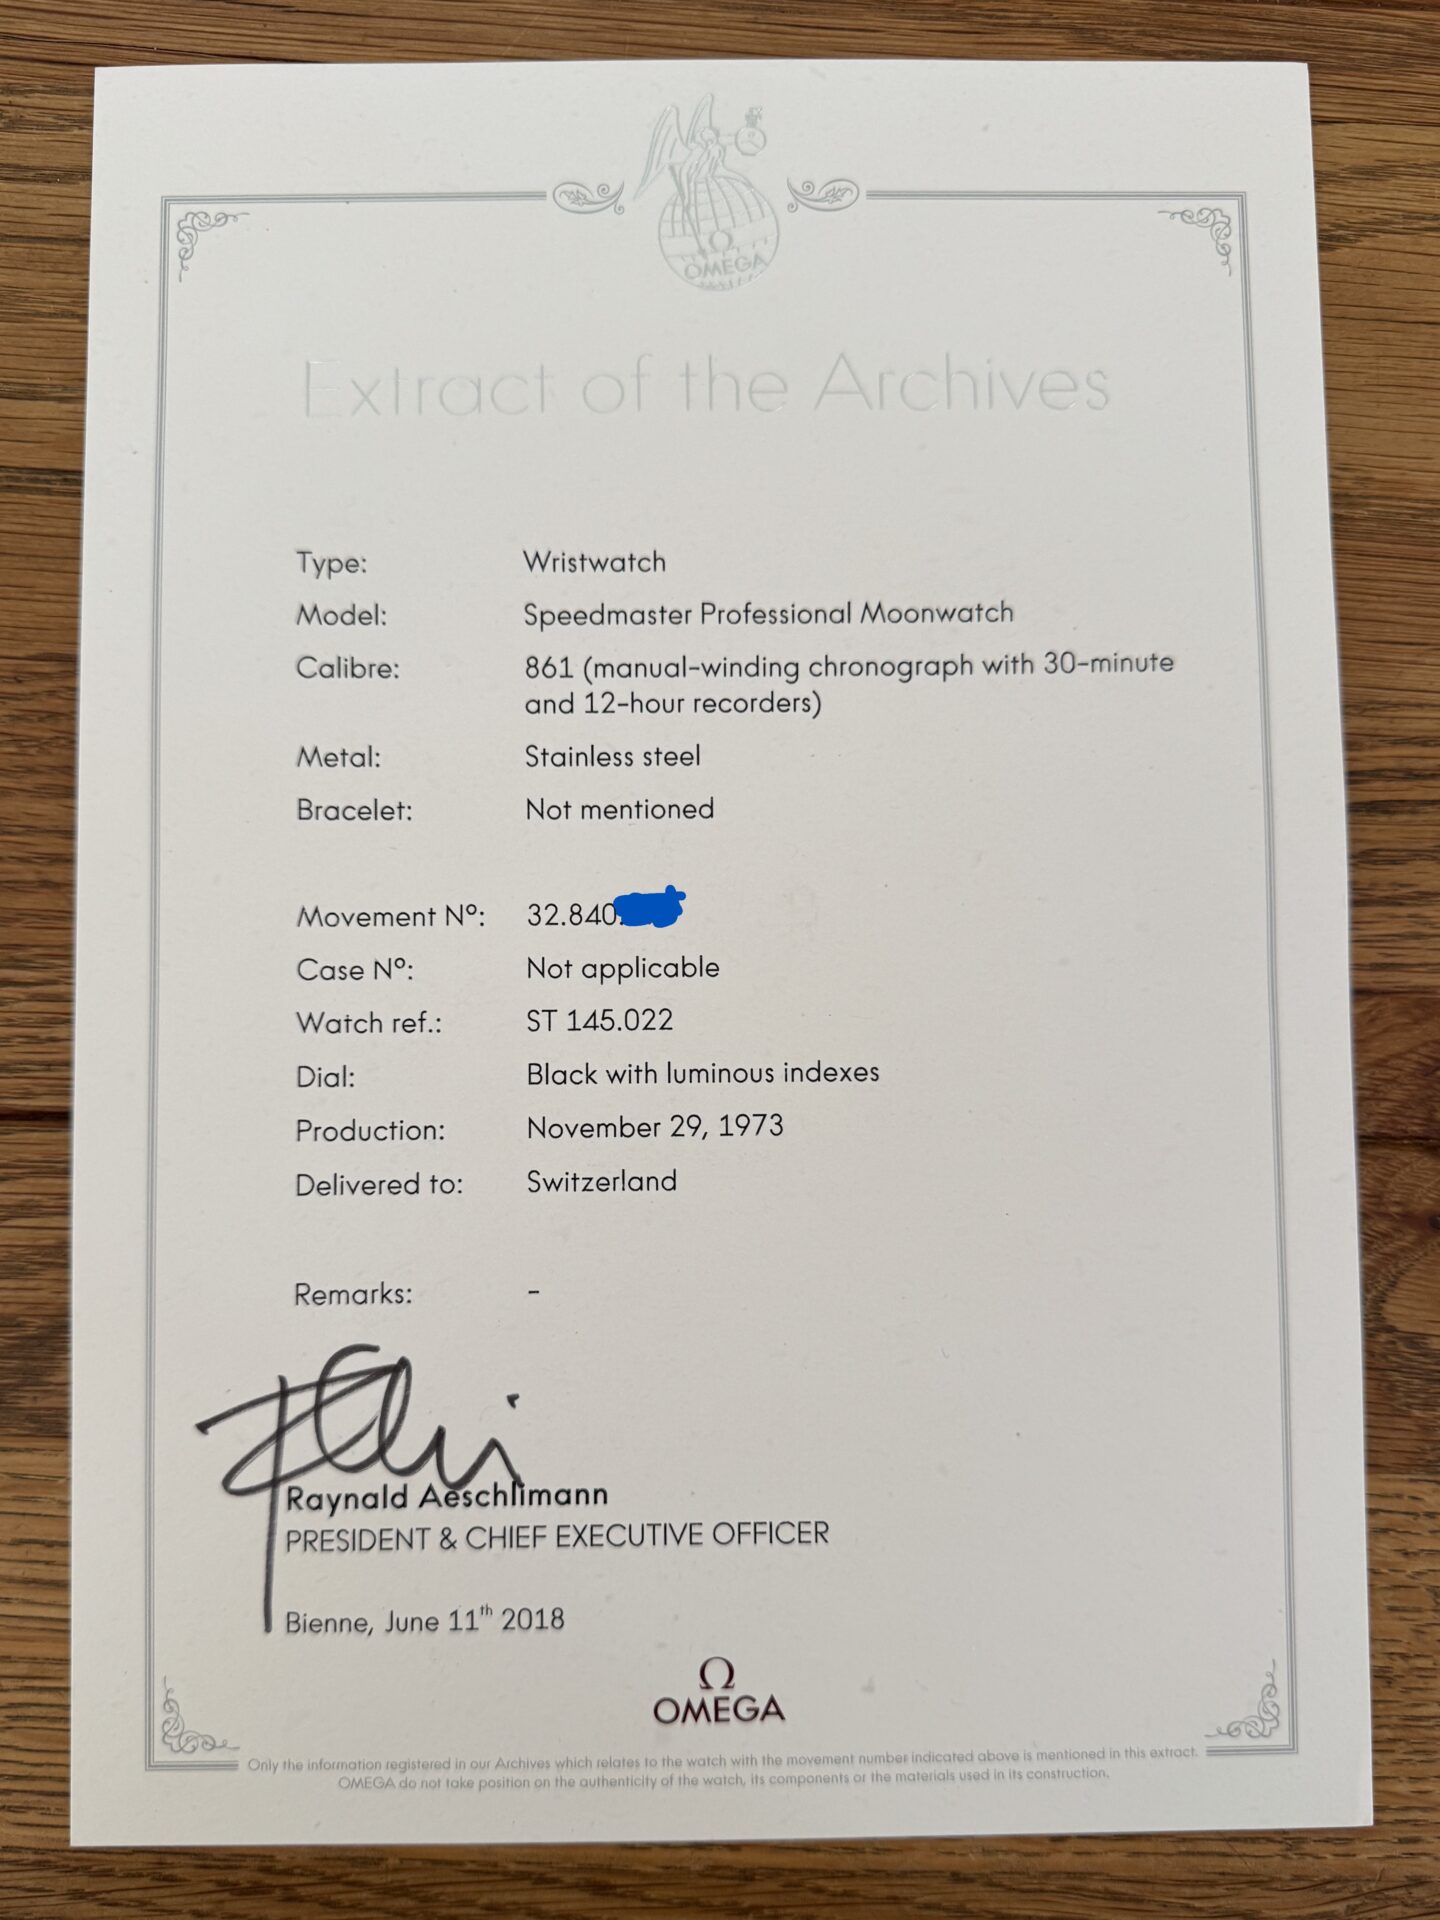 Ω
OMEGA
Extract of the Archives
Type: Wristwatch
Model: Speedmaster Professional Moonwatch
Calibre: 861 (manual-winding chronograph with 30-minute
and 12-hour recorders)
Metal: Stainless steel
Bracelet: Not mentioned
Movement Nº: 32.840.
Case Nº: Not applicable
Watch ref.: ST 145.022
Dial: Black with luminous indexes
Production: November 29, 1973
Delivered to: Switzerland
Remarks: -
Raynald Aeschlimann
PRESIDENT & CHIEF EXECUTIVE OFFICER
Bienne, June 11th 2018
Ω
OMEGA
Only the information registered in our Archives which relates to the watch with the movement number indicated above is mentioned in this extract.
OMEGA do not take position on the authenticity of the watch, its components or the materials used in its construction.